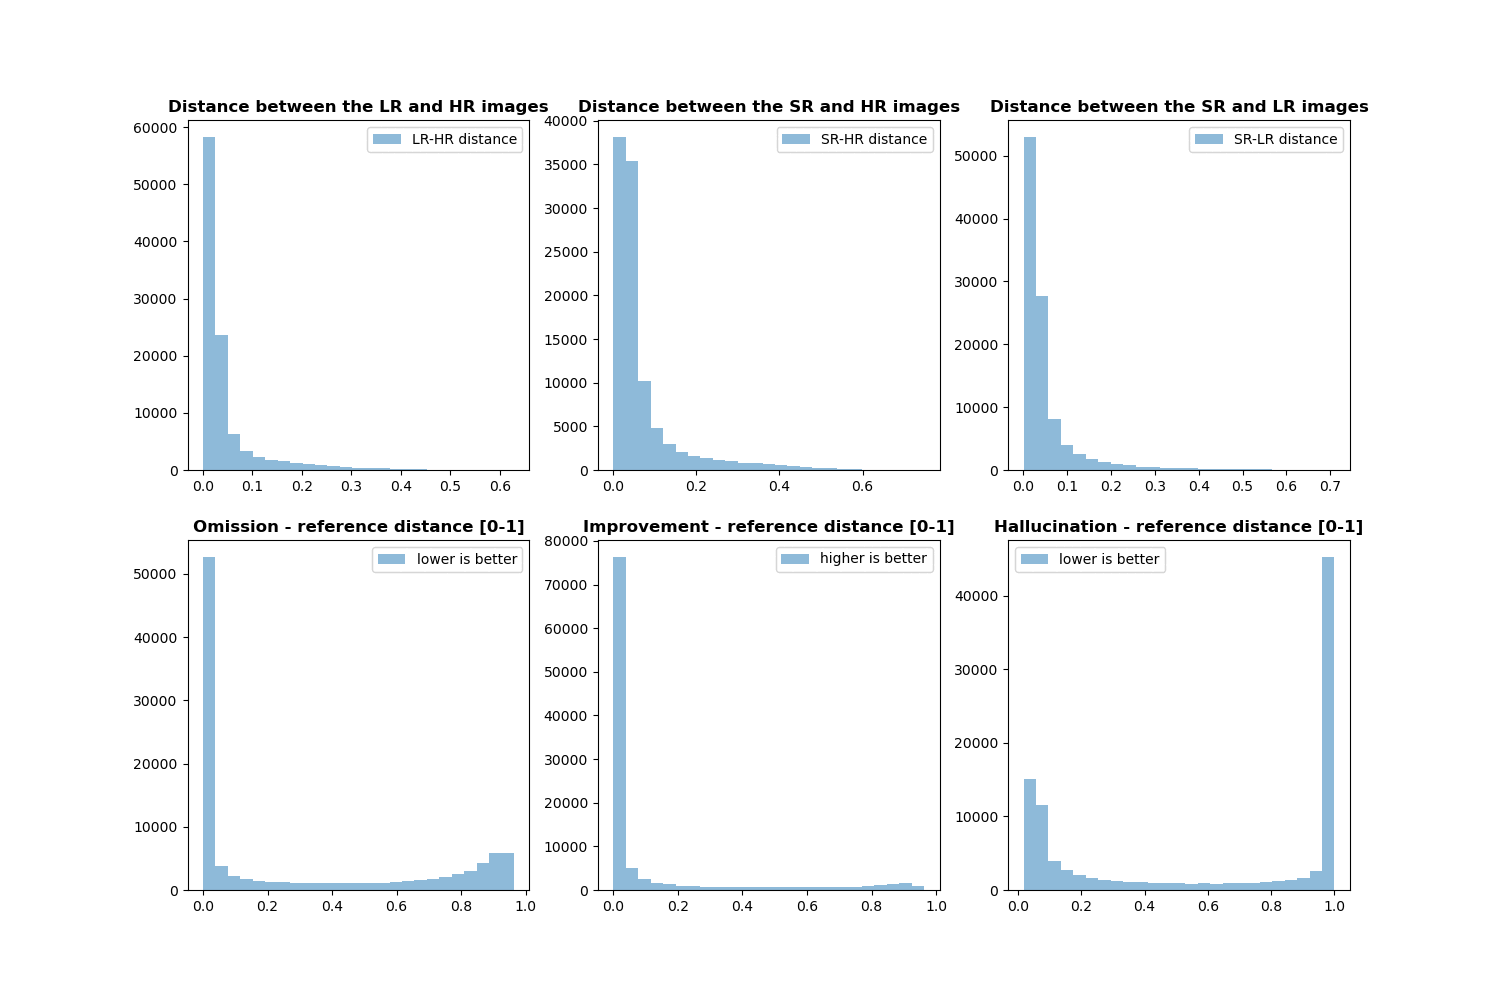 Distance between the LR and HR images
Distance between the SR and HR images
Distance between the SR and LR images
LR-HR distance
SR-HR distance
SR-LR distance
60000
50000
40000
30000
20000
10000
0
0.0 0.1 0.2 0.3 0.4 0.5 0.6
40000
35000
30000
25000
20000
15000
10000
5000
0
0.0 0.2 0.4 0.6
50000
40000
30000
20000
10000
0
0.0 0.1 0.2 0.3 0.4 0.5 0.6 0.7
Omission - reference distance [0-1]
Improvement - reference distance [0-1]
Hallucination - reference distance [0-1]
lower is better
higher is better
lower is better
50000
40000
30000
20000
10000
0
0.0 0.2 0.4 0.6 0.8 1.0
80000
70000
60000
50000
40000
30000
20000
10000
0
0.0 0.2 0.4 0.6 0.8 1.0
40000
30000
20000
10000
0
0.0 0.2 0.4 0.6 0.8 1.0